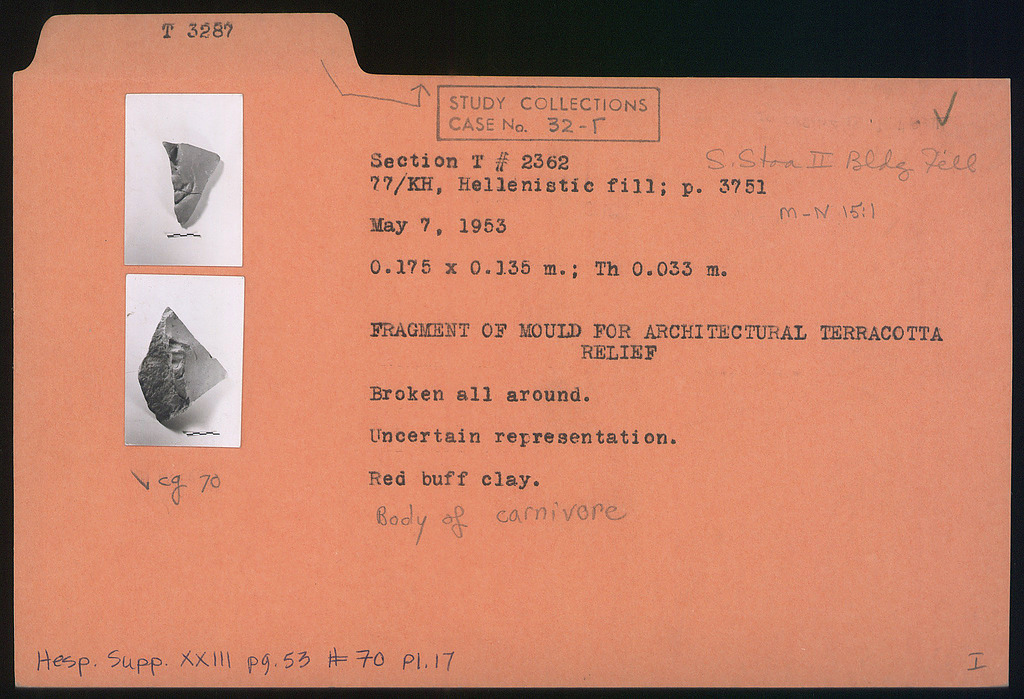 T 3287
STUDY COLLECTIONS
CASE No. 32-Γ
Section T # 2362
S. Stoa II Bldg Fill
77/KH, Hellenistic fill; p. 3751
M-N 15:1
May 7, 1953
0.175 x 0.135 m.; Th 0.033 m.
FRAGMENT OF MOULD FOR ARCHITECTURAL TERRACOTTA
RELIEF
Broken all around.
Uncertain representation.
Red buff clay.
cg 70
Body of carnivore
Hesp. Supp. XXIII pg. 53 # 70 Pl. 17
I